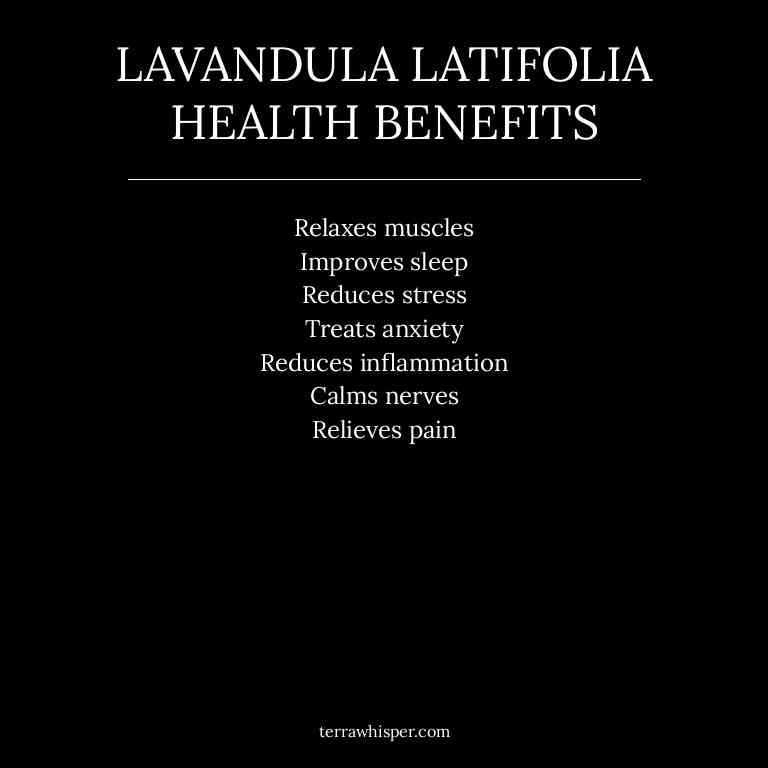 LAVANDULA LATIFOLIA
HEALTH BENEFITS
Relaxes muscles
Improves sleep
Reduces stress
Treats anxiety
Reduces inflammation
Calms nerves
Relieves pain
terrawhisper.com